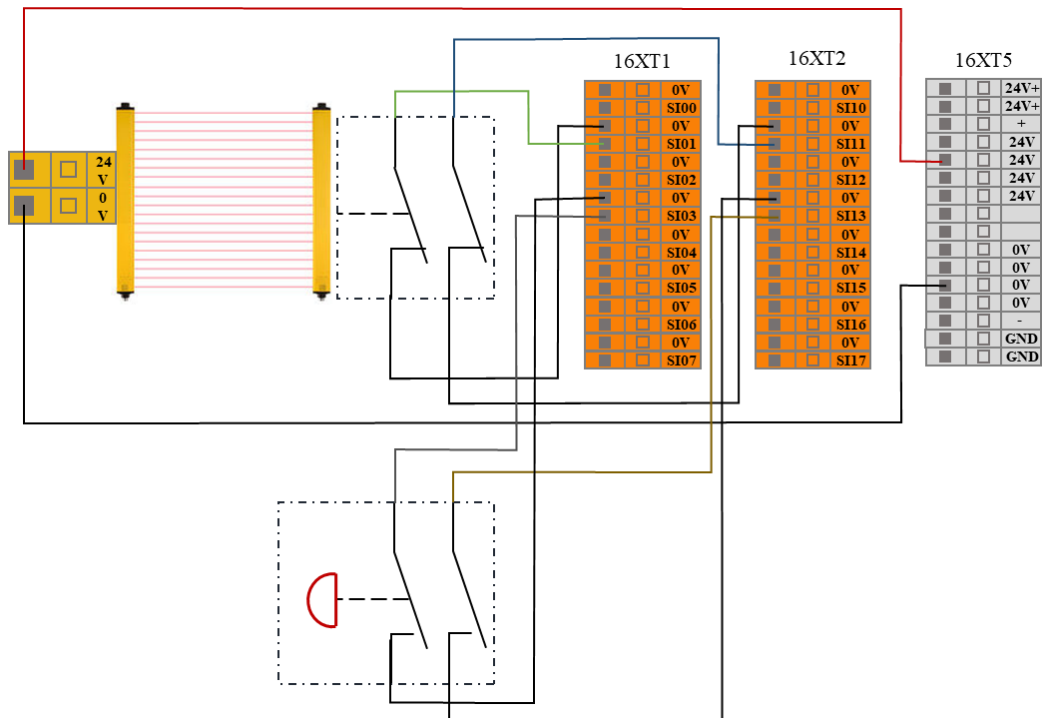 16XT1
16XT2
16XT5
24
V
0
V
0V
SI00
0V
SI01
0V
SI02
0V
SI03
0V
SI04
0V
SI05
0V
SI06
0V
SI07
0V
SI10
0V
SI11
0V
SI12
0V
SI13
0V
SI14
0V
SI15
0V
SI16
0V
SI17
24V+
24V+
+
24V
24V
24V
24V
0V
0V
0V
0V
-
GND
GND